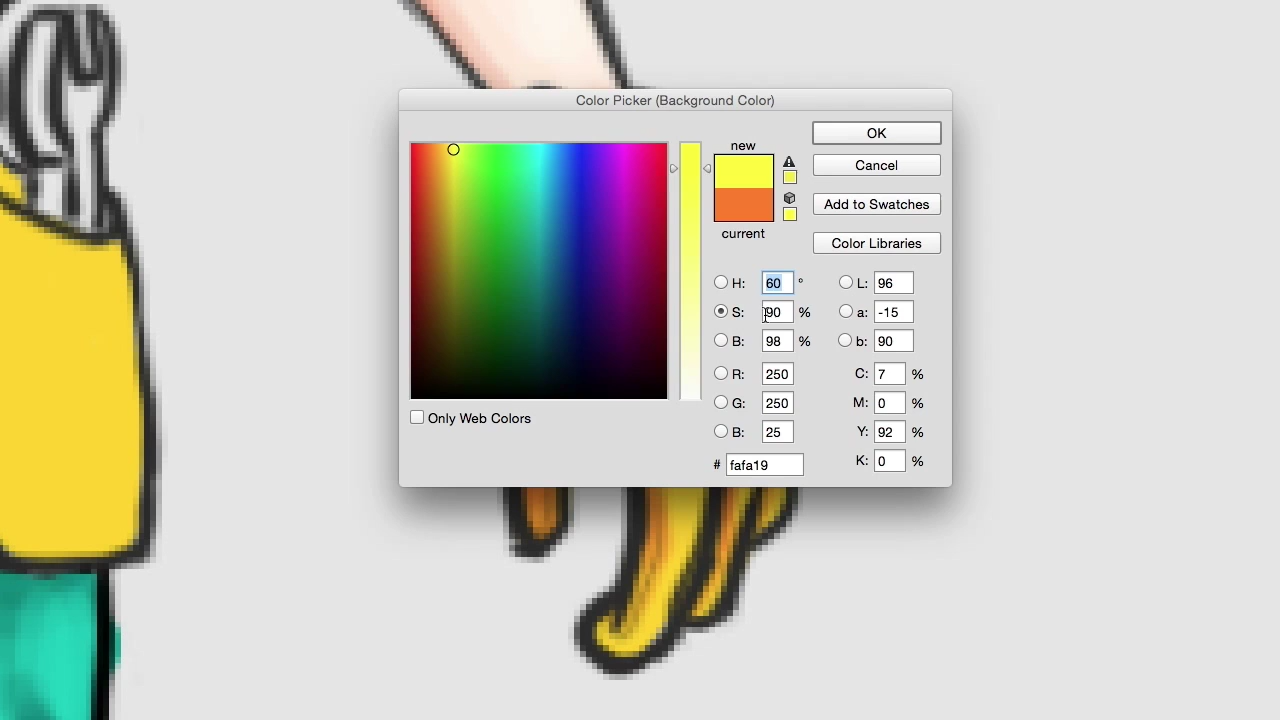 Color Picker (Background Color)
new
current
OK
Cancel
Add to Swatches
Color Libraries
H: 60 °
S: 90 %
B: 98 %
R: 250
G: 250
B: 25
# fafa19
L: 96
a: -15
b: 90
C: 7 %
M: 0 %
Y: 92 %
K: 0 %
Only Web Colors